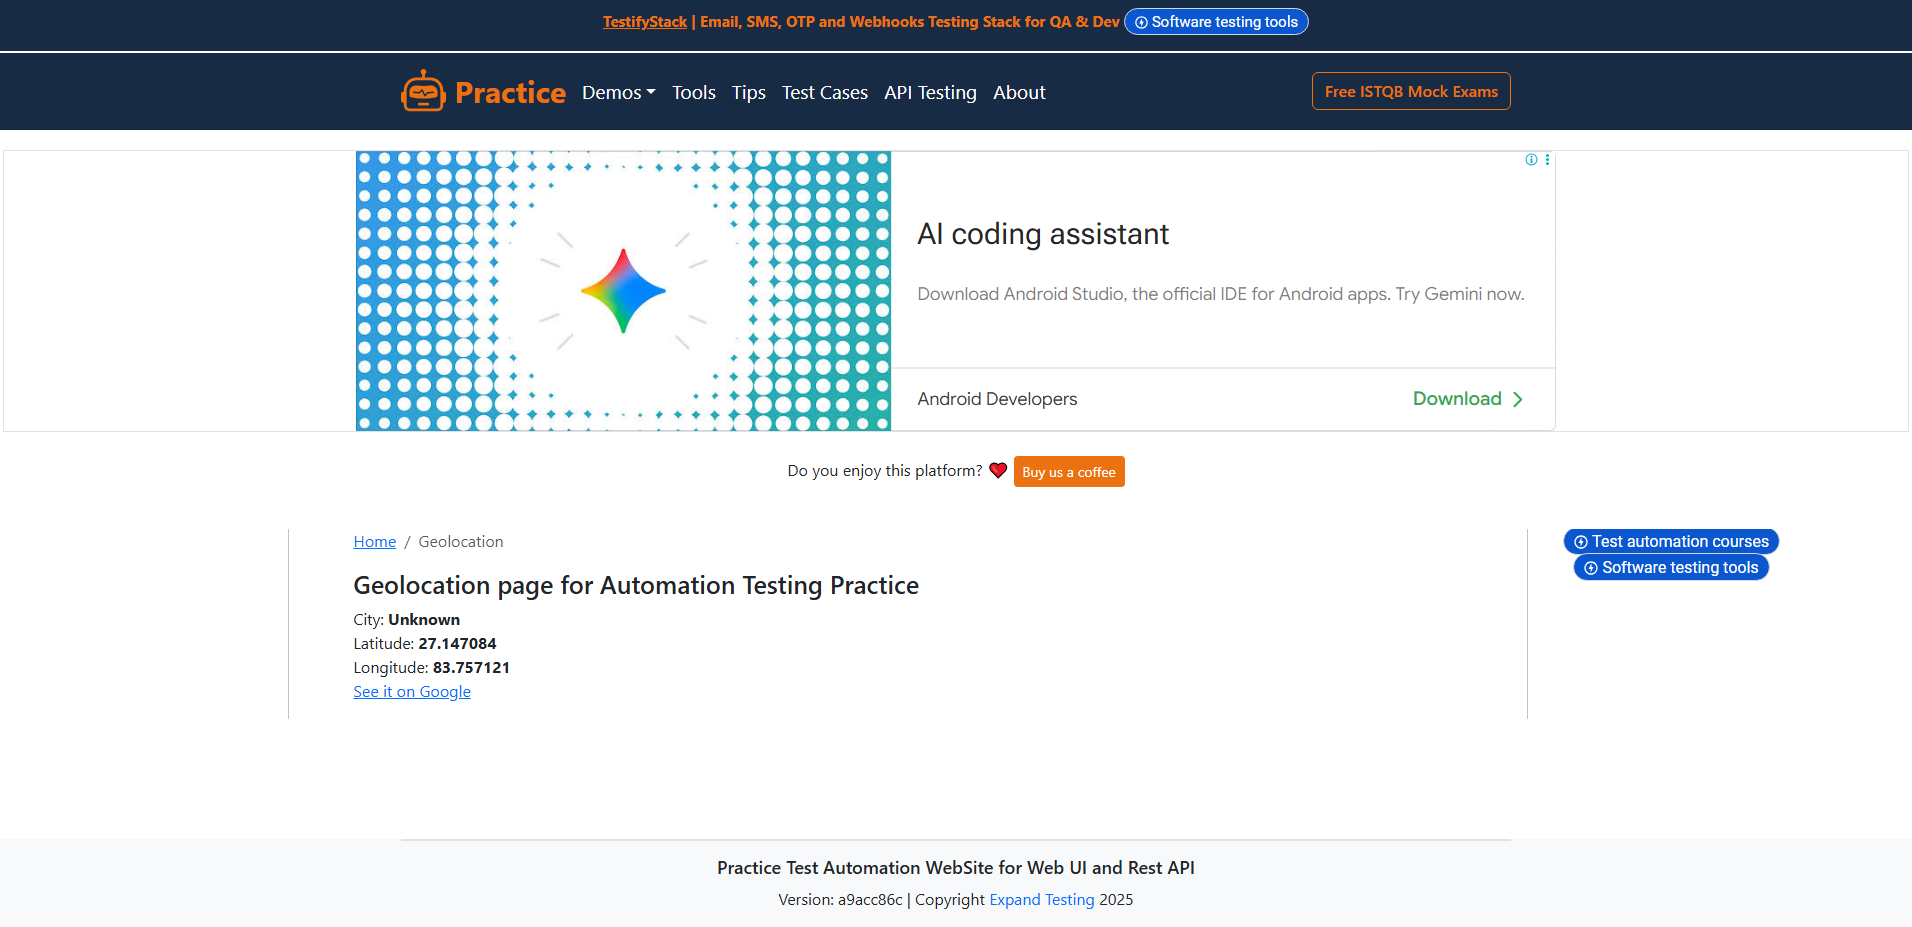 TestifyStack | Email, SMS, OTP and Webhooks Testing Stack for QA & Dev Software testing tools
Practice Demos Tools Tips Test Cases API Testing About Free ISTQB Mock Exams
AI coding assistant
Download Android Studio, the official IDE for Android apps. Try Gemini now.
Android Developers Download
Do you enjoy this platform? Buy us a coffee
Home / Geolocation
Geolocation page for Automation Testing Practice
City: Unknown
Latitude: 27.147084
Longitude: 83.757121
See it on Google
Test automation courses
Software testing tools
Practice Test Automation WebSite for Web UI and Rest API
Version: a9acc86c | Copyright Expand Testing 2025